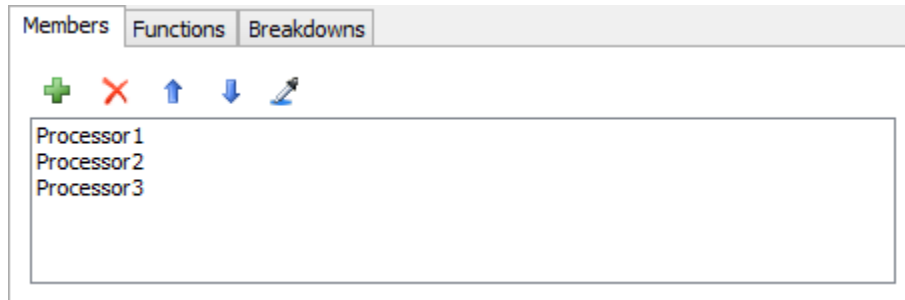 Members Functions Breakdowns
Processor1
Processor2
Processor3